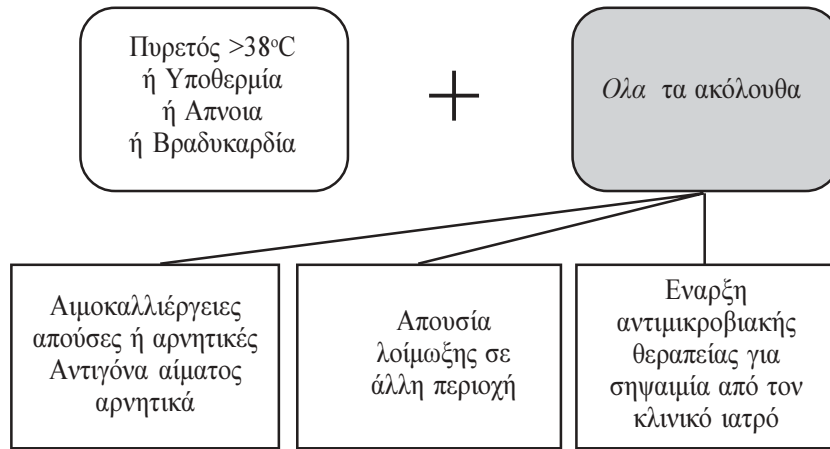 Πυρετός >38°C
ή Υποθερμία
ή Απνοια
ή Βραδυκαρδία
+
Ολα τα ακόλουθα
Αιμοκαλλιέργειες
απούσες ή αρνητικές
Αντιγόνα αίματος
αρνητικά
Απουσία
λοίμωξης σε
άλλη περιοχή
Εναρξη
αντιμικροβιακής
θεραπείας για
σηψαιμία από τον
κλινικό ιατρό